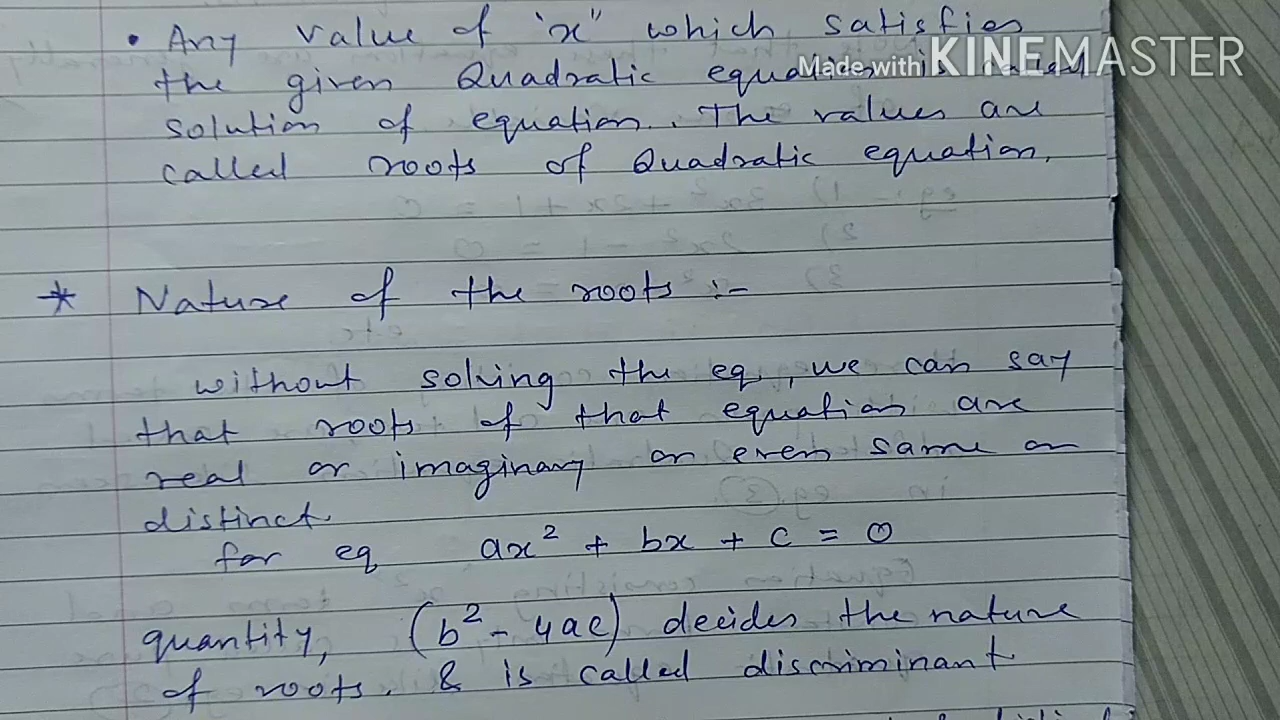 • Any value of "x" which satisfies
Made with KINEMASTER
the given Quadratic equation is called
solution of equation. The values are
called roots of Quadratic equation.
* Nature of the roots :-
without solving the eq, we can say
that roots of that equation are
real or imaginary or even same or
distinct.
for eq ax² + bx + c = 0
quantity, (b² - 4ac) decides the nature
of roots. & is called discriminant